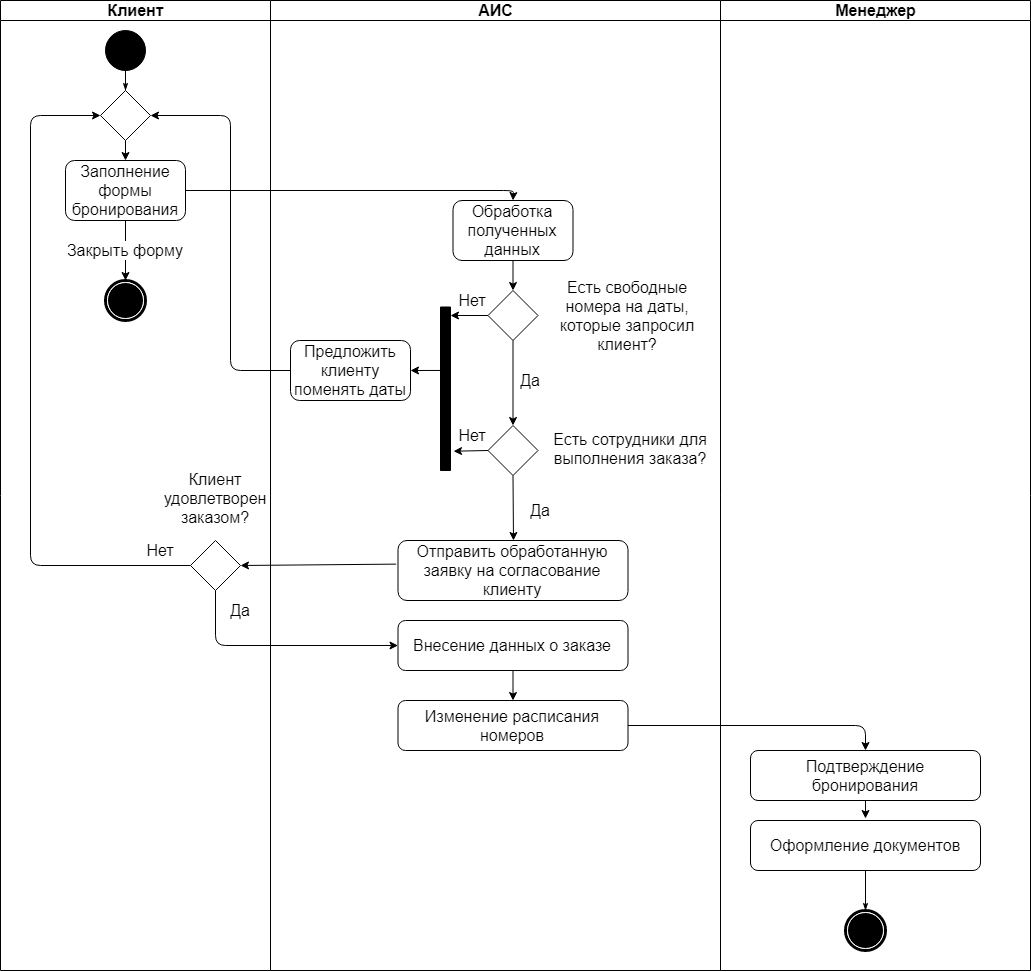 Клиент
АИС
Менеджер
Заполнение
формы
бронирования
Закрыть форму
Обработка
полученных
данных
Нет
Есть свободные
номера на даты,
которые запросил
клиент?
Предложить
клиенту
поменять даты
Да
Нет
Есть сотрудники для
выполнения заказа?
Клиент
удовлетворен
заказом?
Да
Нет
Отправить обработанную
заявку на согласование
клиенту
Да
Внесение данных о заказе
Изменение расписания
номеров
Подтверждение
бронирования
Оформление документов